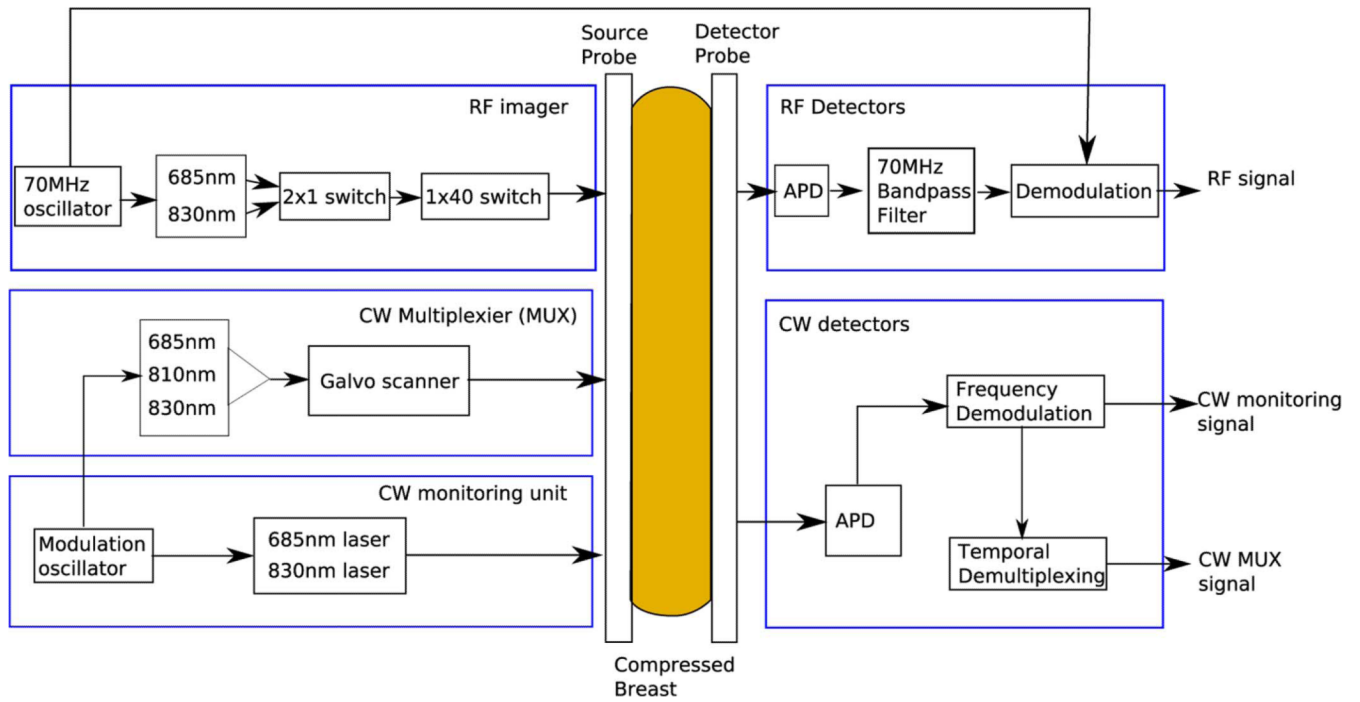 Source
Probe
Detector
Probe
RF imager
70MHz
oscillator
685nm
830nm
2x1 switch
1x40 switch
RF Detectors
APD
70MHz
Bandpass
Filter
Demodulation
RF signal
CW Multiplexier (MUX)
685nm
810nm
830nm
Galvo scanner
CW monitoring unit
Modulation
oscillator
685nm laser
830nm laser
CW detectors
APD
Frequency
Demodulation
CW monitoring
signal
Temporal
Demultiplexing
CW MUX
signal
Compressed
Breast